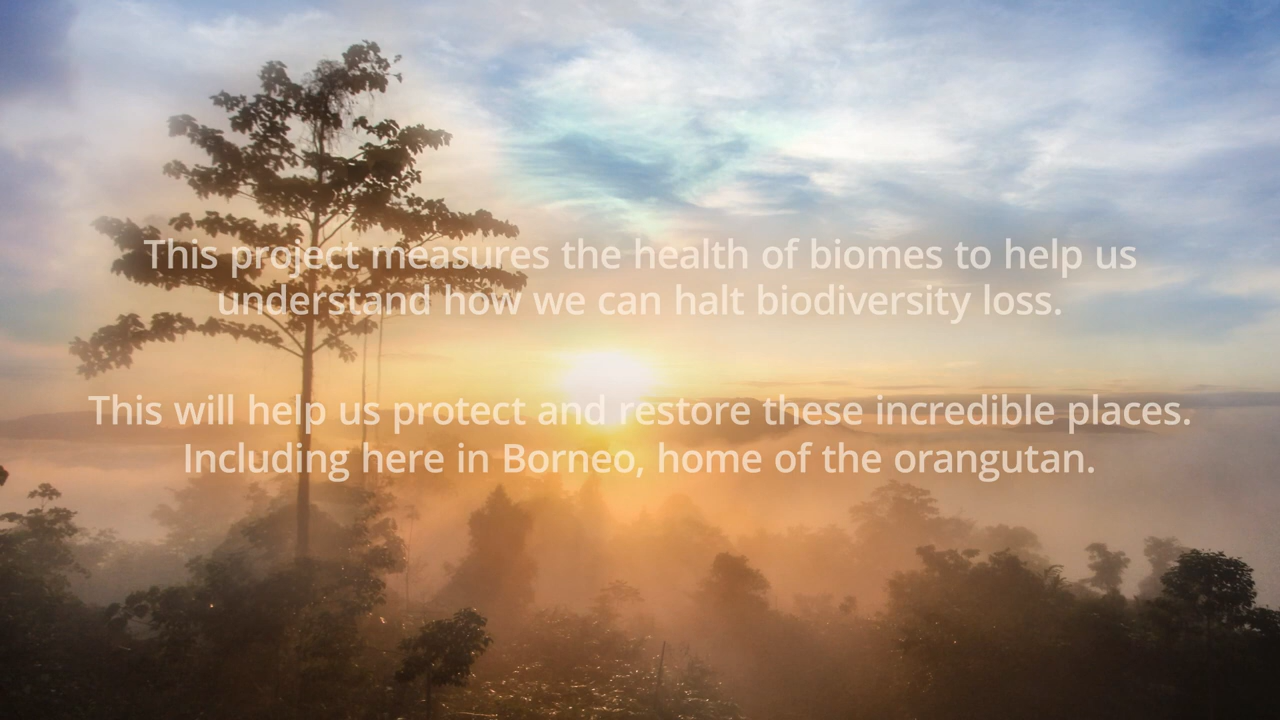 This project measures the health of biomes to help us
understand how we can halt biodiversity loss.
This will help us protect and restore these incredible places.
Including here in Borneo, home of the orangutan.